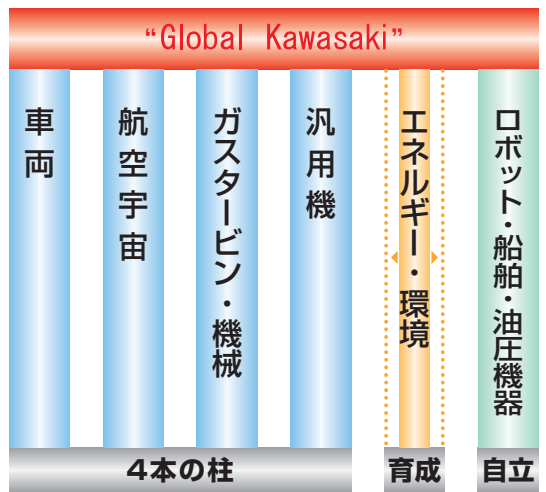 “Global Kawasaki”
車両
航空宇宙
ガスタービン・機械
汎用機
エネルギー・環境
ロボット・船舶・油圧機器
4本の柱
育成
自立